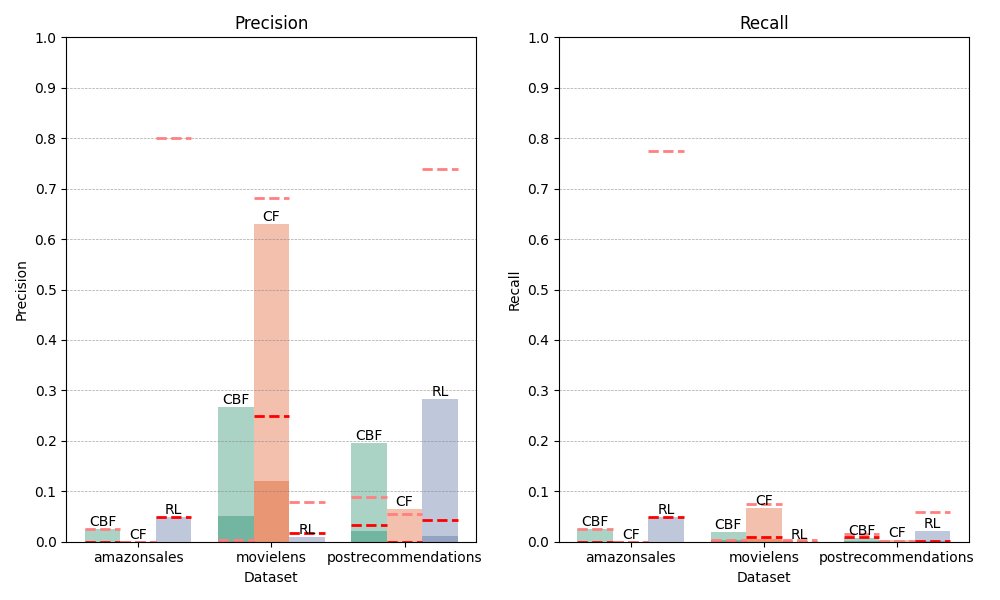 Precision
1.0
0.9
0.8
0.7
0.6
0.5
0.4
0.3
0.2
0.1
0.0
Precision
CBF
CF
RL
CBF
CF
RL
CBF
CF
RL
amazonsales
movielens
postrecommendations
Dataset
Recall
1.0
0.9
0.8
0.7
0.6
0.5
0.4
0.3
0.2
0.1
0.0
Recall
CBF
CF
RL
CBF
CF
RL
CBF
CF
RL
amazonsales
movielens
postrecommendations
Dataset